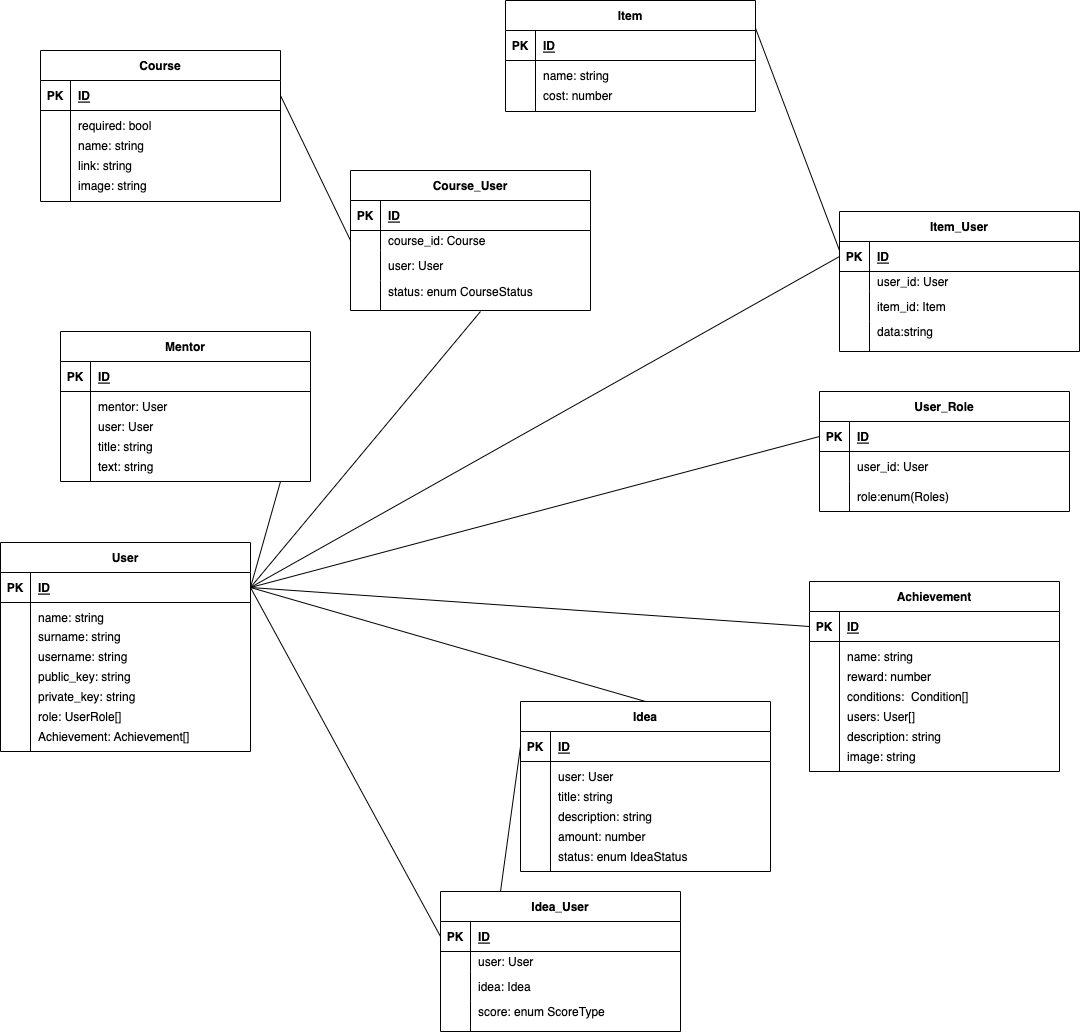 Item
PK ID
name: string
cost: number
Course
PK ID
required: bool
name: string
link: string
image: string
Course_User
PK ID
course_id: Course
user: User
status: enum CourseStatus
Item_User
PK ID
user_id: User
item_id: Item
data:string
Mentor
PK ID
mentor: User
user: User
title: string
text: string
User_Role
PK ID
user_id: User
role:enum(Roles)
User
PK ID
name: string
surname: string
username: string
public_key: string
private_key: string
role: UserRole[]
Achievement: Achievement[]
Achievement
PK ID
name: string
reward: number
conditions:  Condition[]
users: User[]
description: string
image: string
Idea
PK ID
user: User
title: string
description: string
amount: number
status: enum IdeaStatus
Idea_User
PK ID
user: User
idea: Idea
score: enum ScoreType